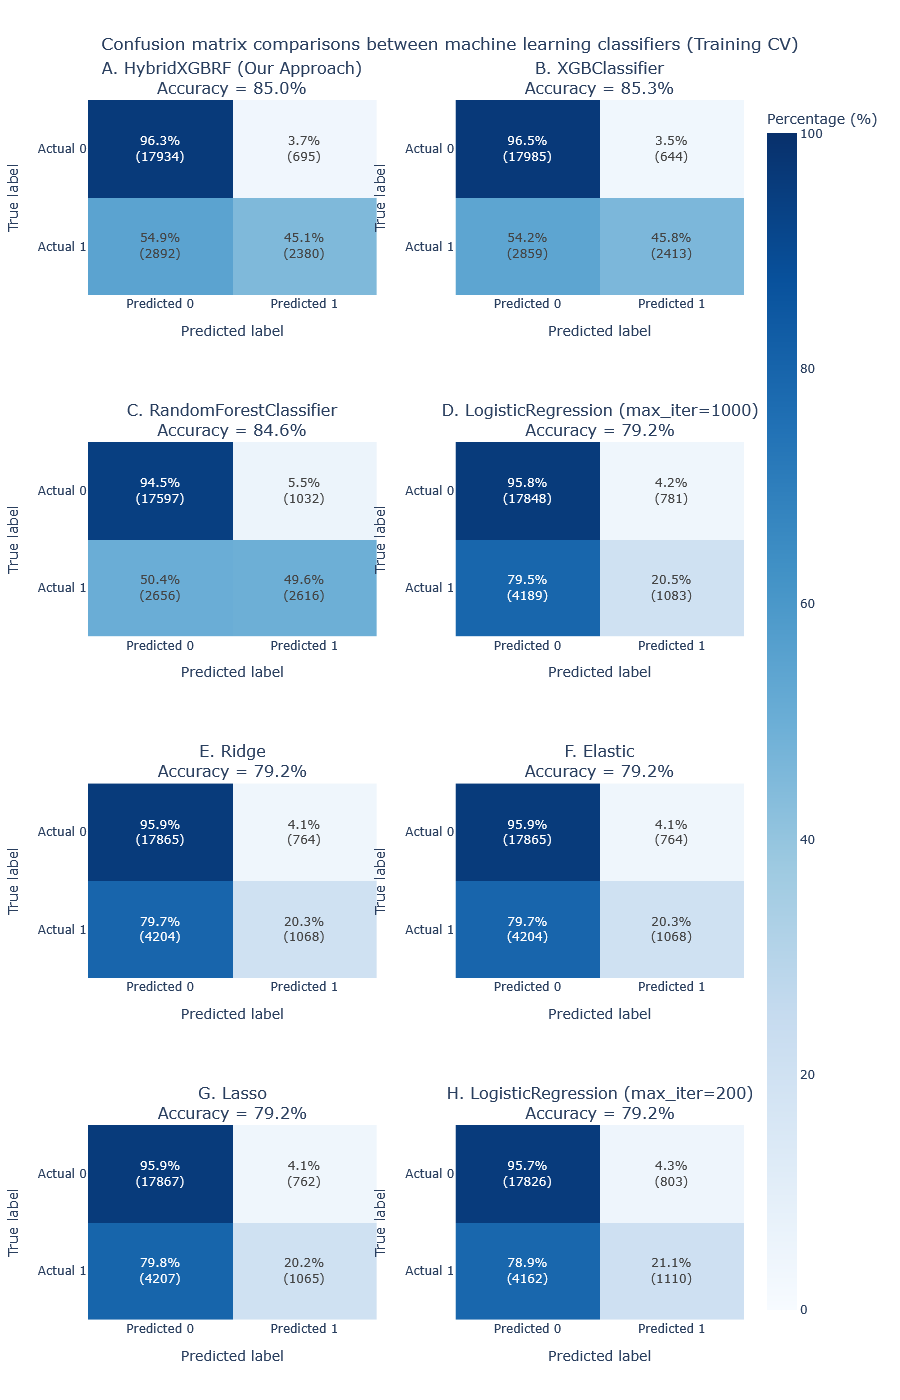 Confusion matrix comparisons between machine learning classifiers (Training CV)
A. HybridXGBRF (Our Approach)
Accuracy = 85.0%
True label
Actual 0
96.3%
(17934)
3.7%
(695)
Actual 1
54.9%
(2892)
45.1%
(2380)
Predicted 0
Predicted 1
Predicted label
B. XGBClassifier
Accuracy = 85.3%
True label
Actual 0
96.5%
(17985)
3.5%
(644)
Actual 1
54.2%
(2859)
45.8%
(2413)
Predicted 0
Predicted 1
Predicted label
C. RandomForestClassifier
Accuracy = 84.6%
True label
Actual 0
94.5%
(17597)
5.5%
(1032)
Actual 1
50.4%
(2656)
49.6%
(2616)
Predicted 0
Predicted 1
Predicted label
D. LogisticRegression (max_iter=1000)
Accuracy = 79.2%
True label
Actual 0
95.8%
(17848)
4.2%
(781)
Actual 1
79.5%
(4189)
20.5%
(1083)
Predicted 0
Predicted 1
Predicted label
E. Ridge
Accuracy = 79.2%
True label
Actual 0
95.9%
(17865)
4.1%
(764)
Actual 1
79.7%
(4204)
20.3%
(1068)
Predicted 0
Predicted 1
Predicted label
F. Elastic
Accuracy = 79.2%
True label
Actual 0
95.9%
(17865)
4.1%
(764)
Actual 1
79.7%
(4204)
20.3%
(1068)
Predicted 0
Predicted 1
Predicted label
G. Lasso
Accuracy = 79.2%
True label
Actual 0
95.9%
(17867)
4.1%
(762)
Actual 1
79.8%
(4207)
20.2%
(1065)
Predicted 0
Predicted 1
Predicted label
H. LogisticRegression (max_iter=200)
Accuracy = 79.2%
True label
Actual 0
95.7%
(17826)
4.3%
(803)
Actual 1
78.9%
(4162)
21.1%
(1110)
Predicted 0
Predicted 1
Predicted label
Percentage (%)
100
80
60
40
20
0